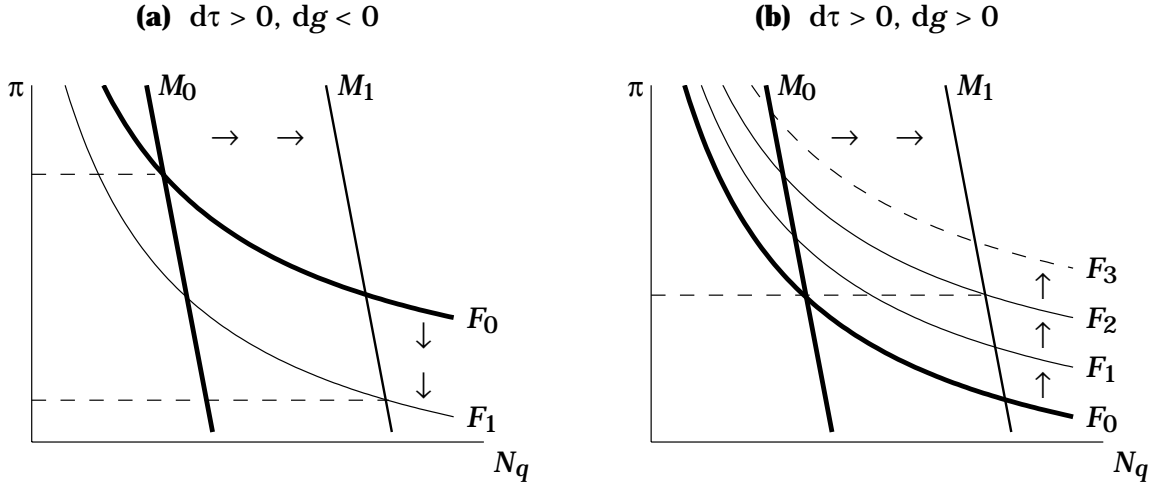 (a) dτ > 0, dg < 0
(b) dτ > 0, dg > 0
π
M0
→ →
M1
F0
↓
↓
F1
Nq
π
M0
→ →
M1
F3
↑
F2
↑
F1
↑
F0
Nq